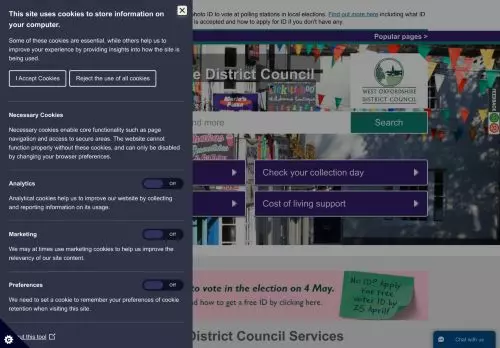 This site uses cookies to store information on
your computer.
Some of these cookies are essential, while others help us to
improve your experience by providing insights into how the site is
being used.
I Accept Cookies
Reject the use of all cookies
Necessary Cookies
Necessary cookies enable core functionality such as page
navigation and access to secure areas. The website cannot
function properly without these cookies, and can only be disabled
by changing your browser preferences.
Analytics
Off
Analytical cookies help us to improve our website by collecting
and reporting information on its usage.
Marketing
Off
We may at times use marketing cookies to help us improve the
relevancy of our site content.
Preferences
Off
We need to set a cookie to remember your preferences of cookie
retention when visiting this site.
this tool
photo ID to vote at polling stations in local elections. Find out more here including what ID
is accepted and how to apply for ID if you don't have any.
Popular pages >
District Council
WEST OXFORDSHIRE
DISTRICT COUNCIL
and more
Search
Check your collection day
Cost of living support
to vote in the election on 4 May.
how to get a free ID by clicking here.
No ID? Apply
for free
voter ID by
25 April!
District Council Services
Chat with us